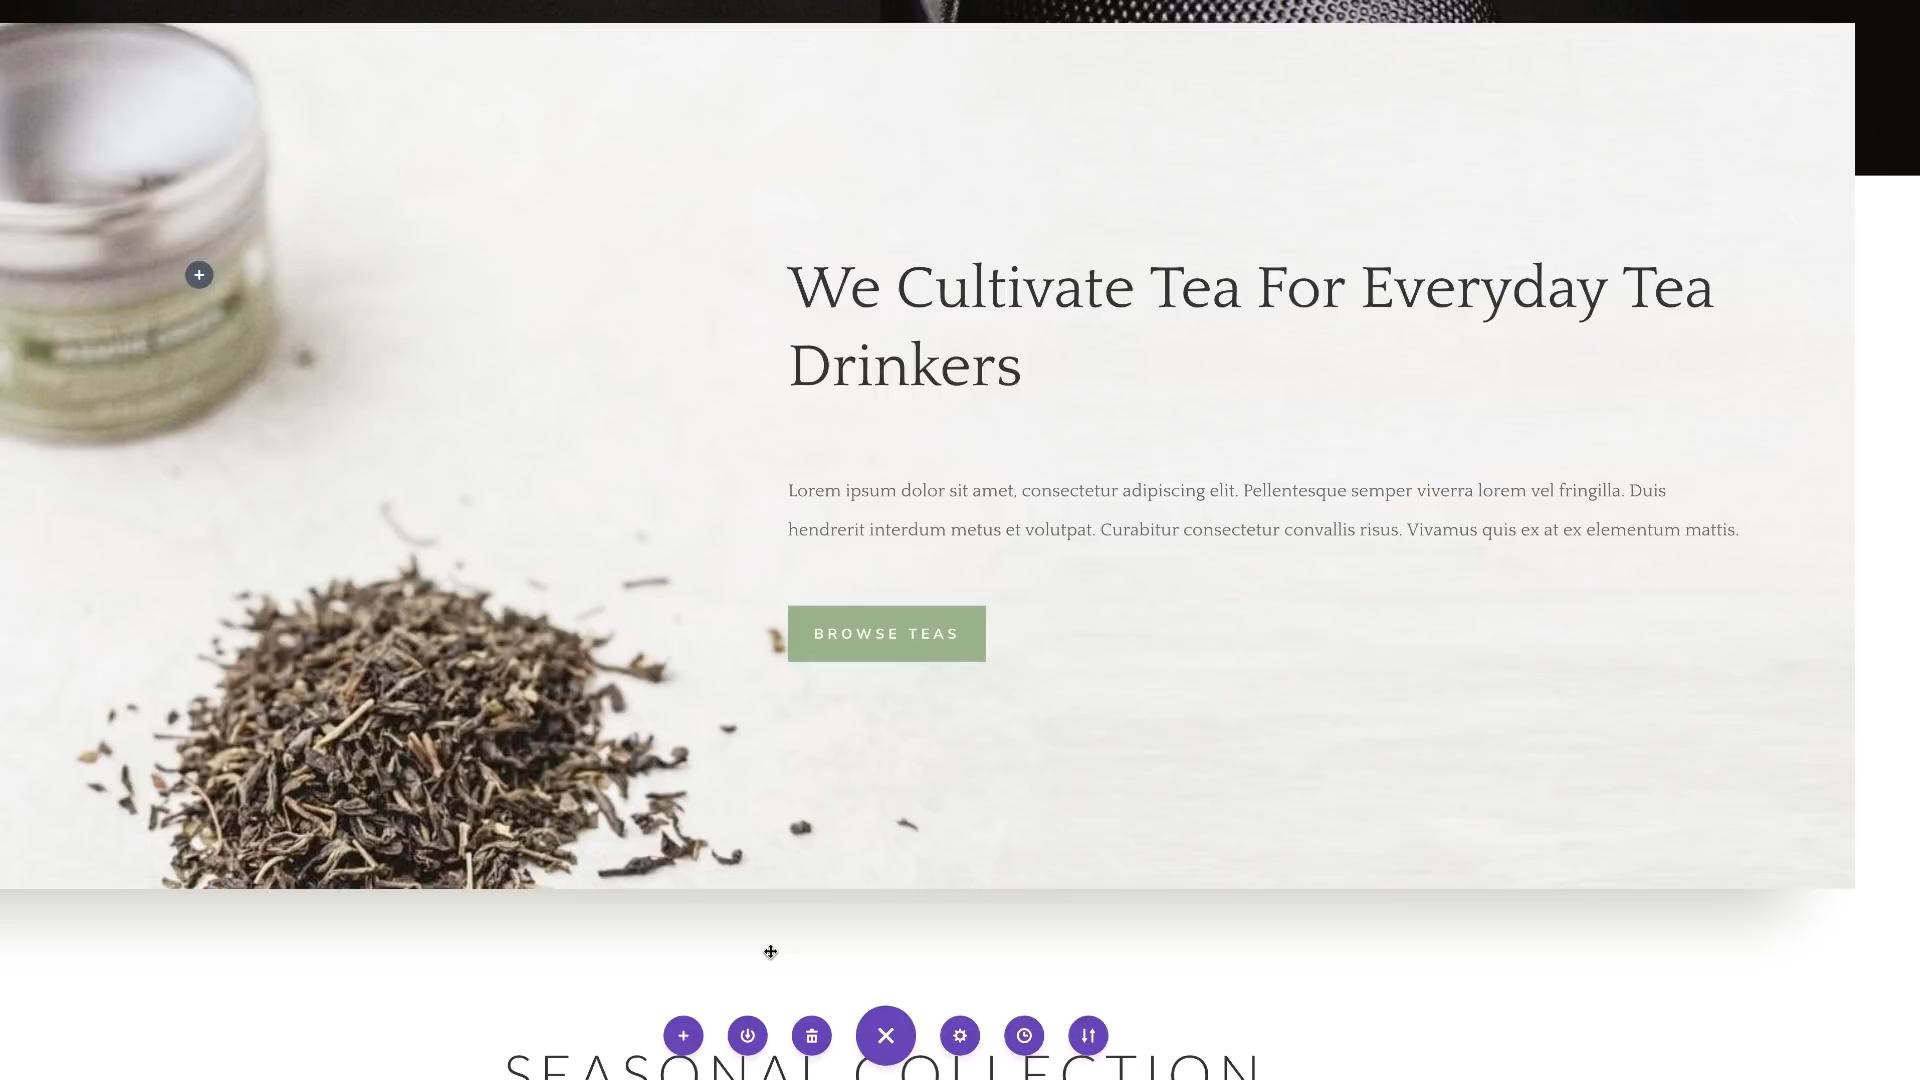 We Cultivate Tea For Everyday Tea
Drinkers
Lorem ipsum dolor sit amet, consectetur adipiscing elit. Pellentesque semper viverra lorem vel fringilla. Duis
hendrerit interdum metus et volutpat. Curabitur consectetur convallis risus. Vivamus quis ex at ex elementum mattis.
BROWSE TEAS
SEASONAL COLLECTION